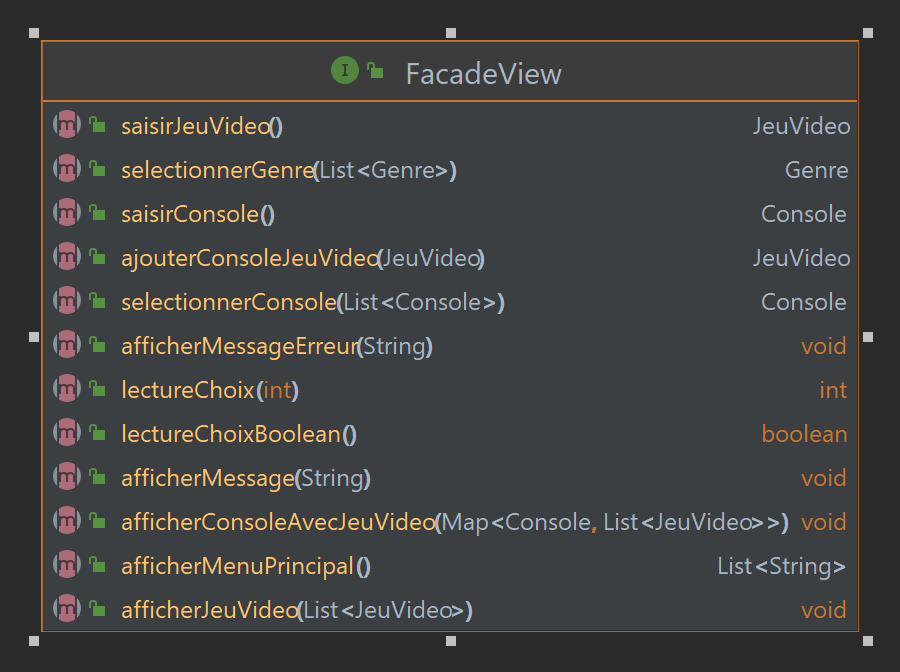 I FacadeView
m saisirJeuVideo() JeuVideo
m selectionnerGenre(List<Genre>) Genre
m saisirConsole() Console
m ajouterConsoleJeuVideo(JeuVideo) JeuVideo
m selectionnerConsole(List<Console>) Console
m afficherMessageErreur(String) void
m lectureChoix(int) int
m lectureChoixBoolean() boolean
m afficherMessage(String) void
m afficherConsoleAvecJeuVideo(Map<Console, List<JeuVideo>>) void
m afficherMenuPrincipal() List<String>
m afficherJeuVideo(List<JeuVideo>) void